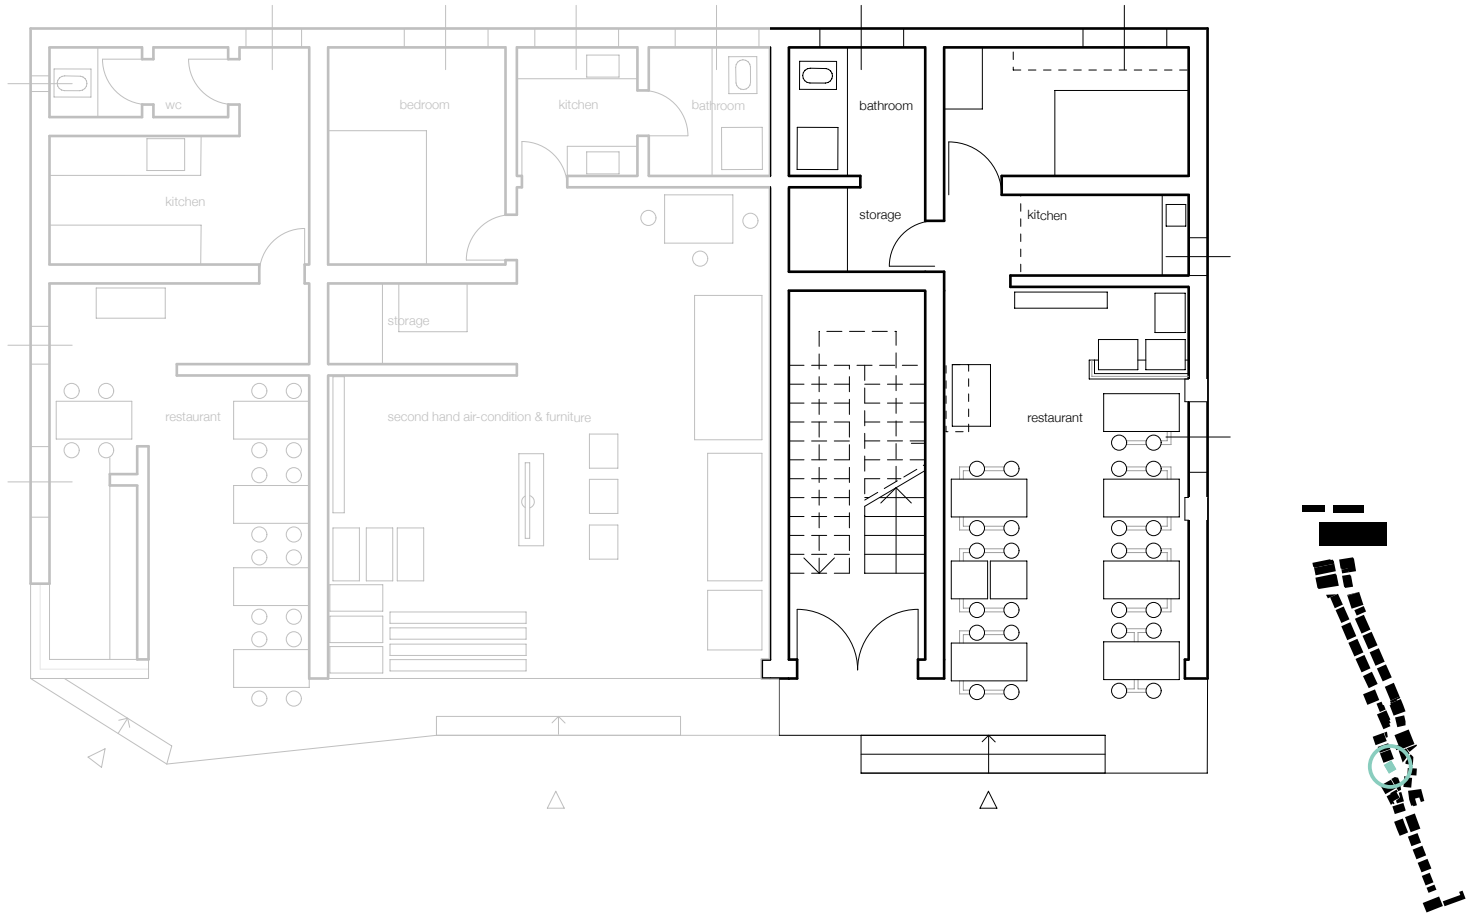 wc
bedroom
kitchen
bathroom
bathroom
kitchen
storage
kitchen
storage
restaurant
second hand air-condition & furniture
restaurant